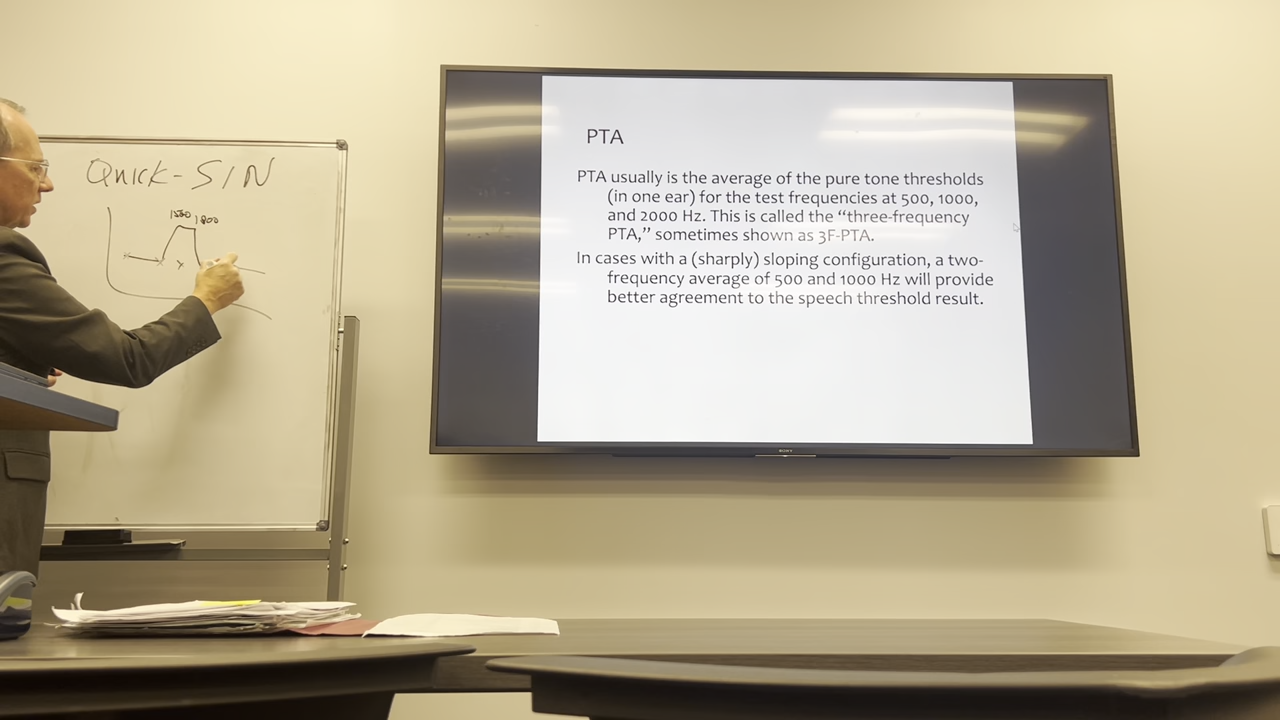 Quick-SIN
PTA
PTA usually is the average of the pure tone thresholds
(in one ear) for the test frequencies at 500, 1000,
and 2000 Hz. This is called the “three-frequency
PTA,” sometimes shown as 3F-PTA.
In cases with a (sharply) sloping configuration, a two-
frequency average of 500 and 1000 Hz will provide
better agreement to the speech threshold result.
SONY